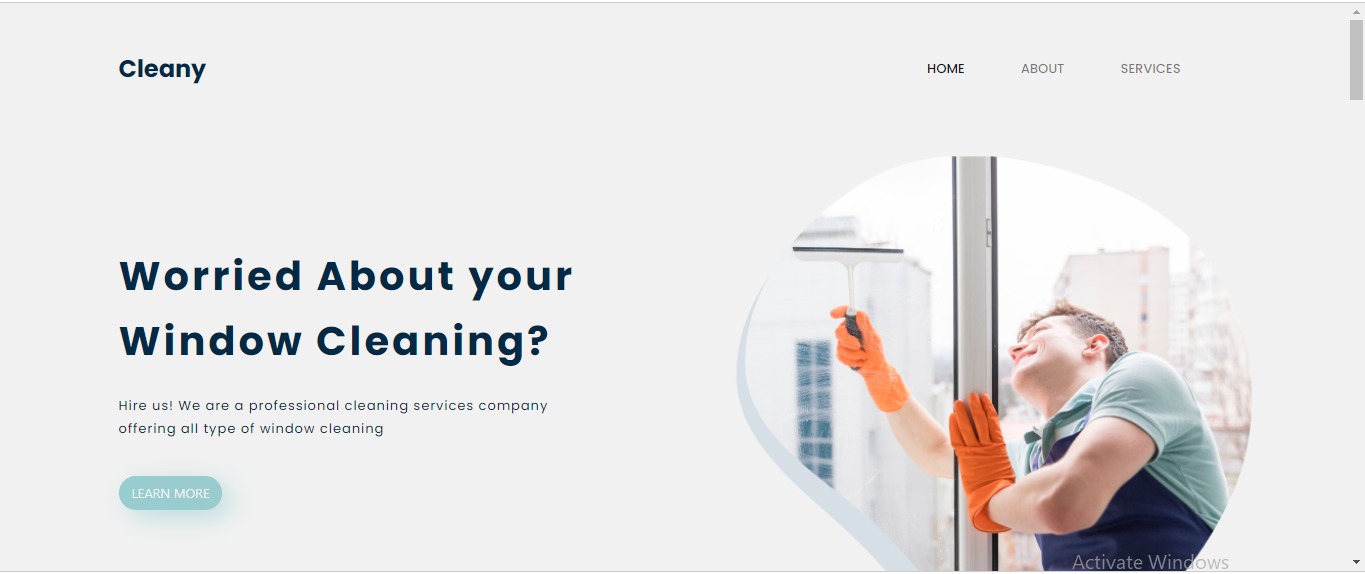 Cleany
HOME ABOUT SERVICES
Worried About your
Window Cleaning?
Hire us! We are a professional cleaning services company
offering all type of window cleaning
LEARN MORE
Activate Windows